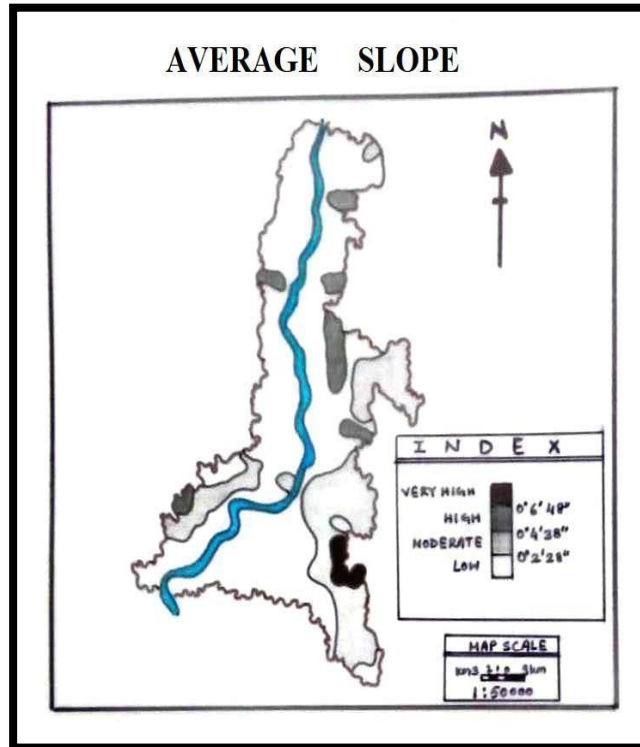 AVERAGE SLOPE
N
INDEX
VERY HIGH
0°6'48"
HIGH
0°4'38"
MODERATE
0°2'28"
LOW
MAP SCALE
1:50000